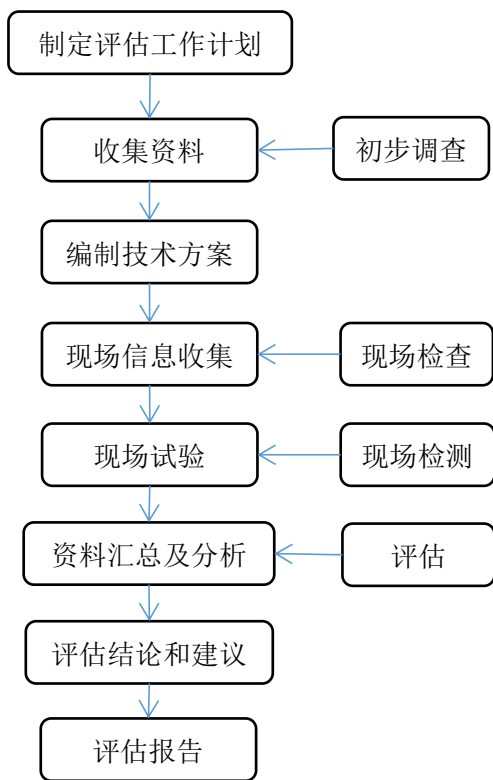 制定评估工作计划
收集资料
初步调查
编制技术方案
现场信息收集
现场检查
现场试验
现场检测
资料汇总及分析
评估
评估结论和建议
评估报告